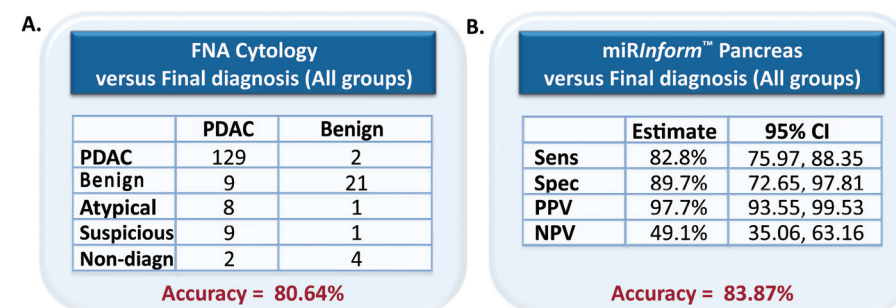 A.
FNA Cytology
versus Final diagnosis (All groups)
PDAC Benign
PDAC 129 2
Benign 9 21
Atypical 8 1
Suspicious 9 1
Non-diagn 2 4
Accuracy = 80.64%
B.
miRInform™ Pancreas
versus Final diagnosis (All groups)
Estimate 95% CI
Sens 82.8% 75.97, 88.35
Spec 89.7% 72.65, 97.81
PPV 97.7% 93.55, 99.53
NPV 49.1% 35.06, 63.16
Accuracy = 83.87%